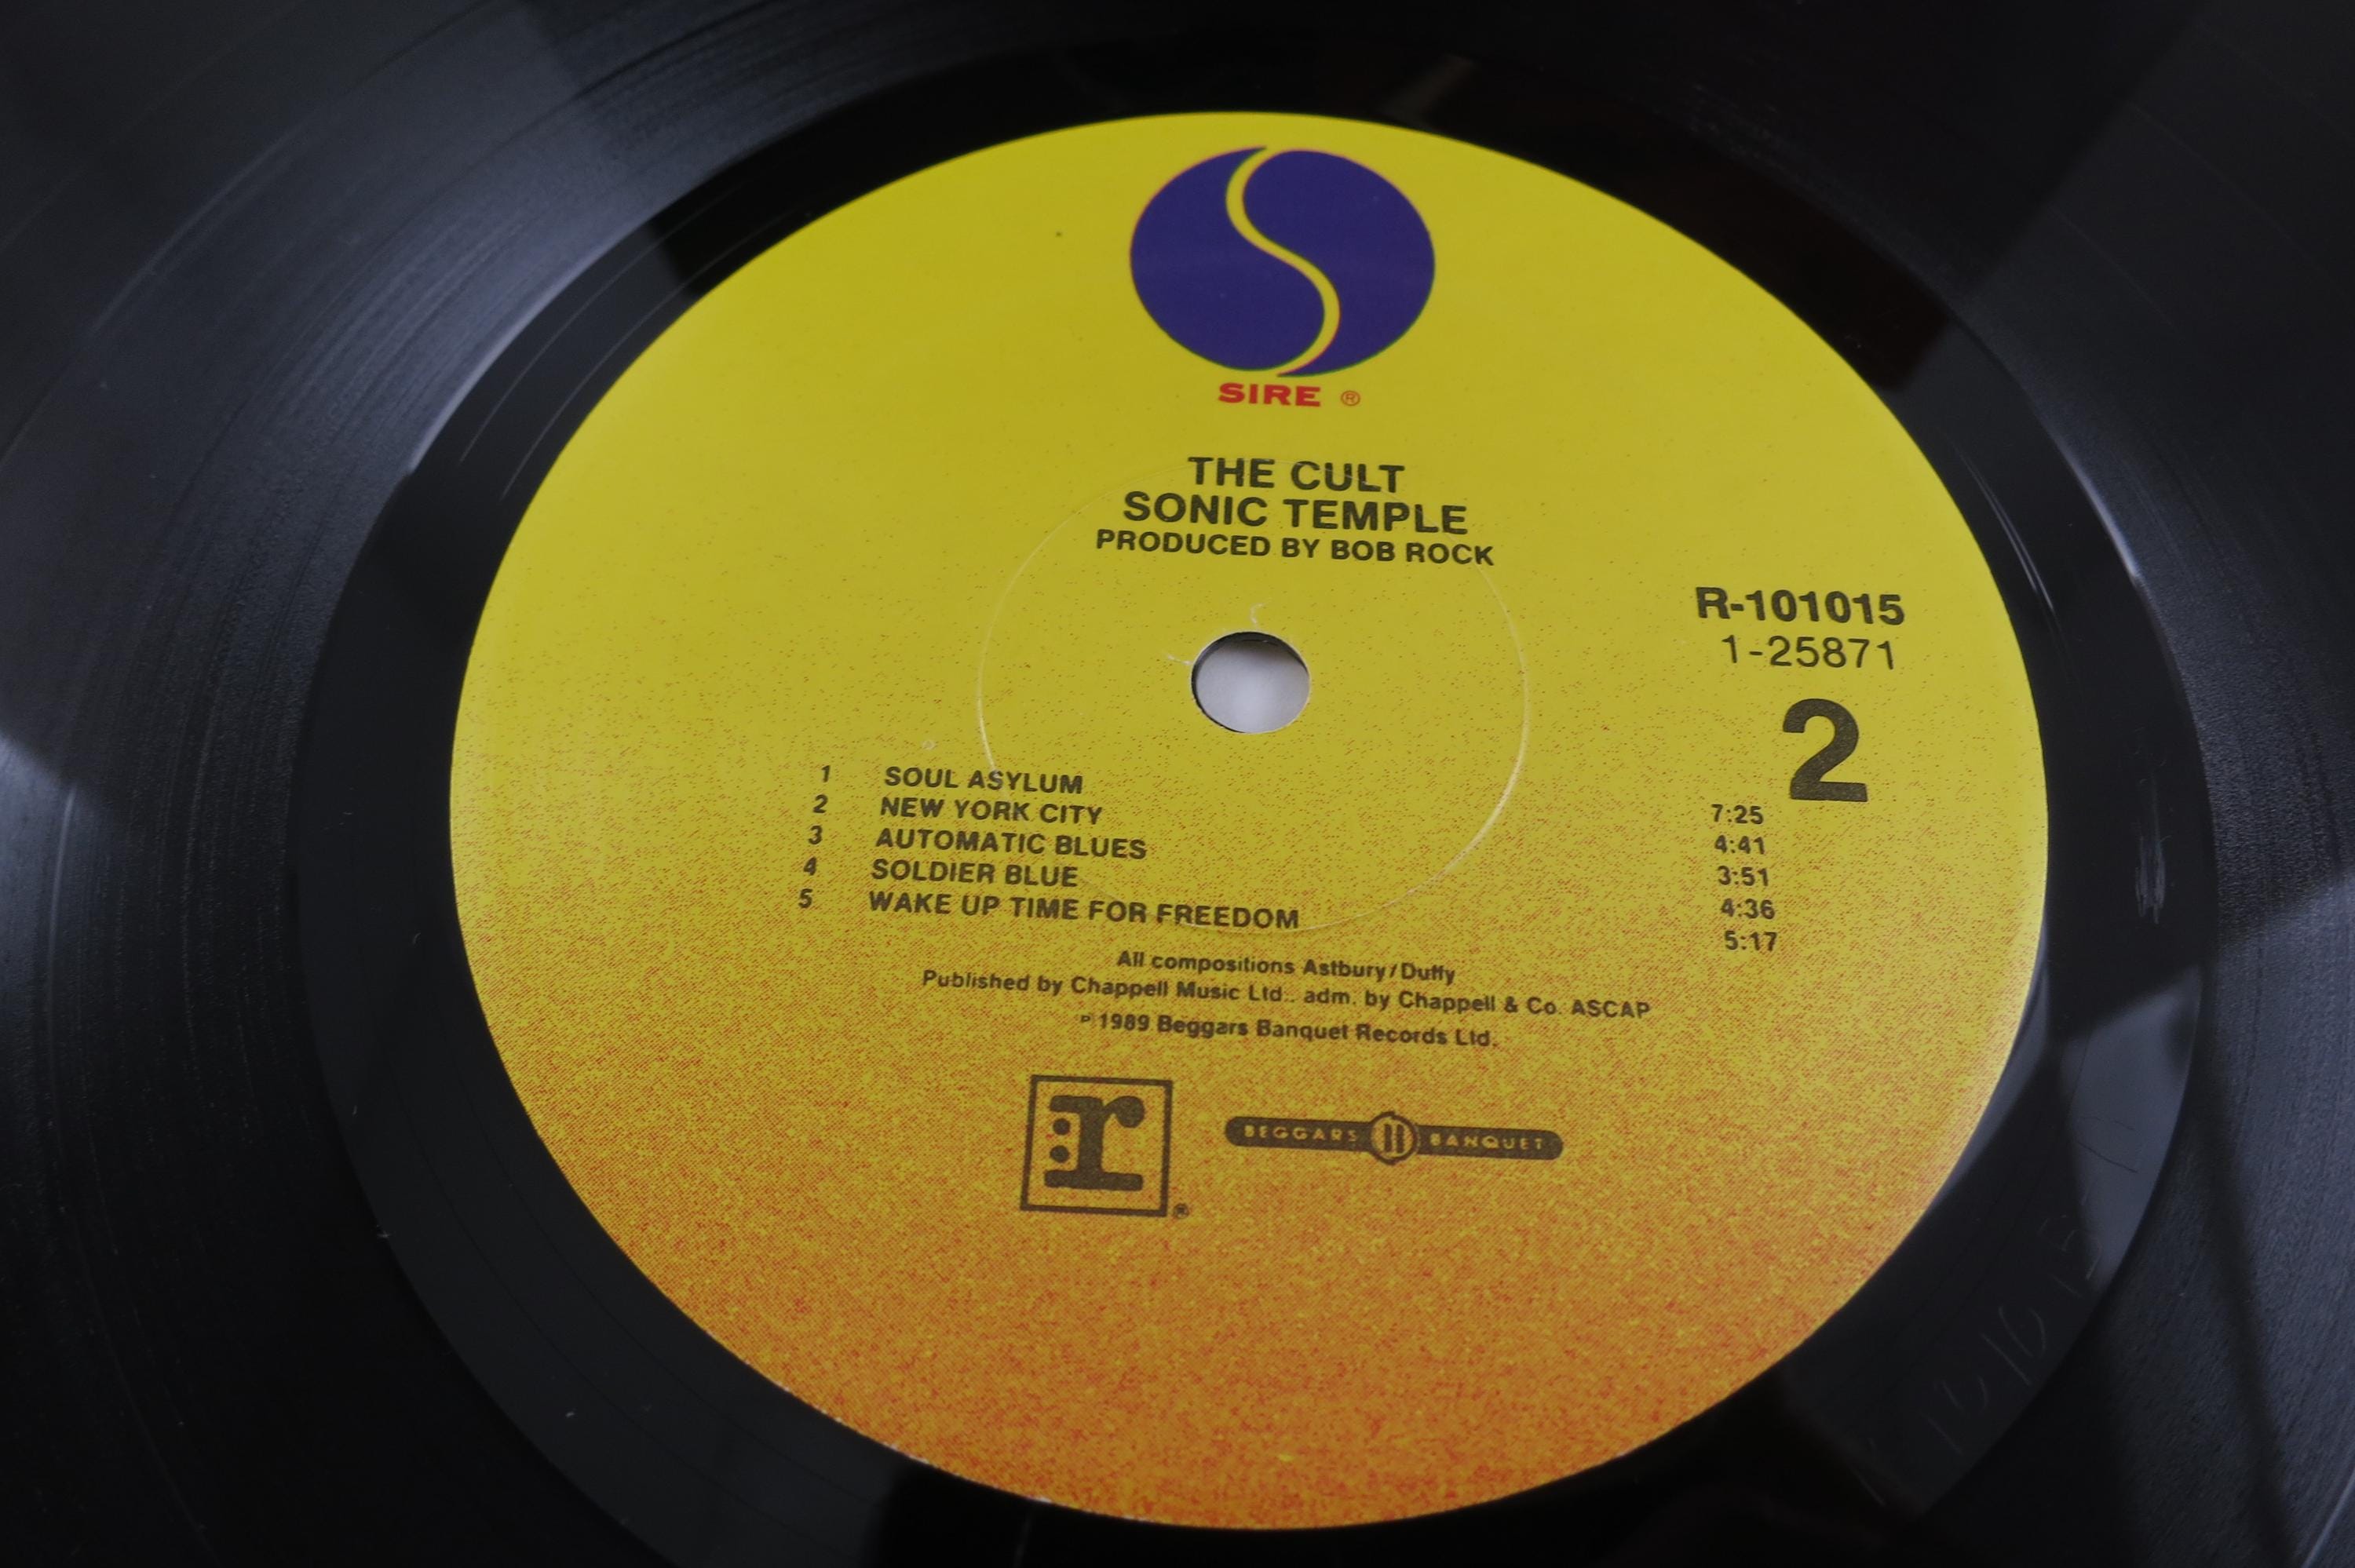 SIRE ®
THE CULT
SONIC TEMPLE
PRODUCED BY BOB ROCK
R-101015
1-25871
2
1 SOUL ASYLUM 7:25
2 NEW YORK CITY 4:41
3 AUTOMATIC BLUES 3:51
4 SOLDIER BLUE 4:36
5 WAKE UP TIME FOR FREEDOM 5:17
All compositions Astbury/Duffy
Published by Chappell Music Ltd.. adm. by Chappell & Co. ASCAP
℗ 1989 Beggars Banquet Records Ltd.
:r ®
BEGGARS BANQUET